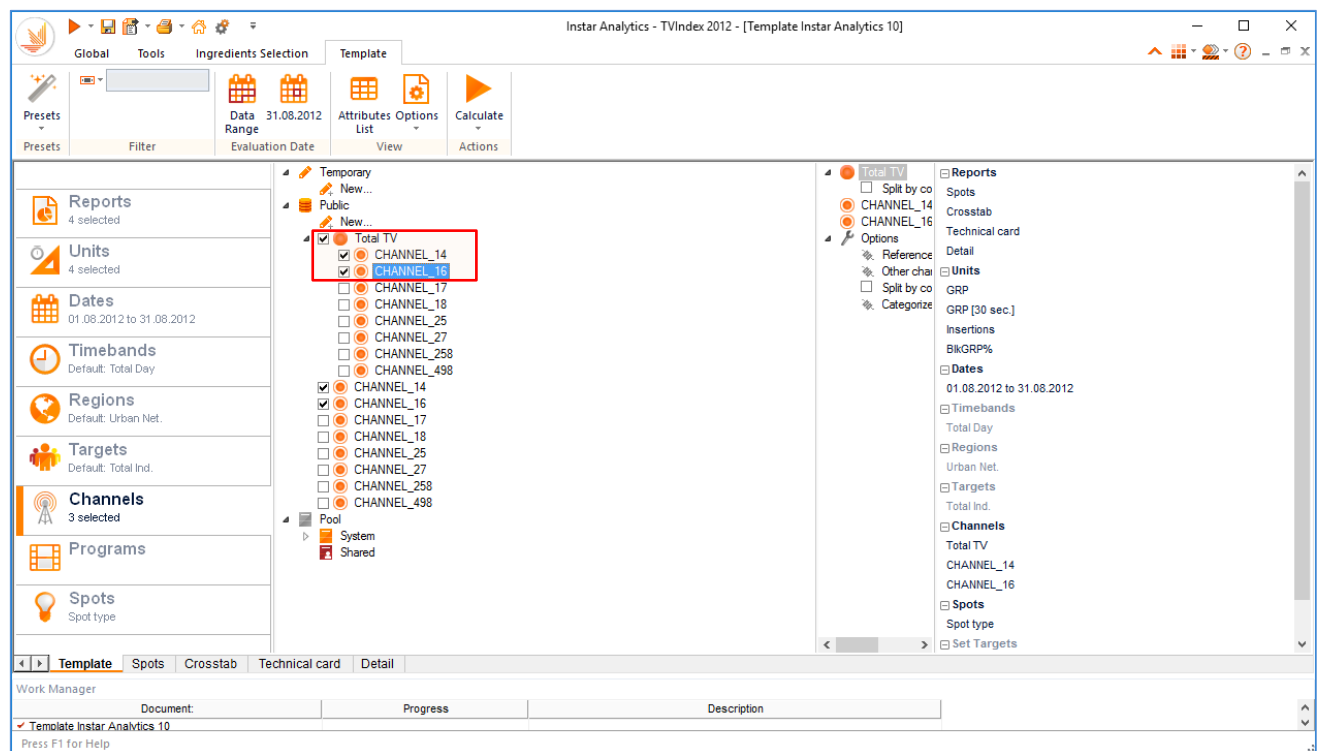 Instar Analytics - TVIndex 2012 - [Template Instar Analytics 10]
Global Tools Ingredients Selection Template
Presets
Data Range
31.08.2012
Attributes List
Options
Calculate
Presets Filter Evaluation Date View Actions
Reports
4 selected
Units
4 selected
Dates
01.08.2012 to 31.08.2012
Timebands
Default: Total Day
Regions
Default: Urban Net.
Targets
Default: Total Ind.
Channels
3 selected
Programs
Spots
Spot type
Temporary
New...
Public
New...
Total TV
CHANNEL_14
CHANNEL_16
CHANNEL_17
CHANNEL_18
CHANNEL_25
CHANNEL_27
CHANNEL_258
CHANNEL_498
CHANNEL_14
CHANNEL_16
CHANNEL_17
CHANNEL_18
CHANNEL_25
CHANNEL_27
CHANNEL_258
CHANNEL_498
Pool
System
Shared
Total TV
Split by co
CHANNEL_14
CHANNEL_16
Options
Reference
Other chai
Split by co
Categorize
Reports
Spots
Crosstab
Technical card
Detail
Units
GRP
GRP [30 sec.]
Insertions
BlkGRP%
Dates
01.08.2012 to 31.08.2012
Timebands
Total Day
Regions
Urban Net.
Targets
Total Ind.
Channels
Total TV
CHANNEL_14
CHANNEL_16
Spots
Spot type
Set Targets
Template Spots Crosstab Technical card Detail
Work Manager
Document: Progress Description
Template Instar Analytics 10
Press F1 for Help